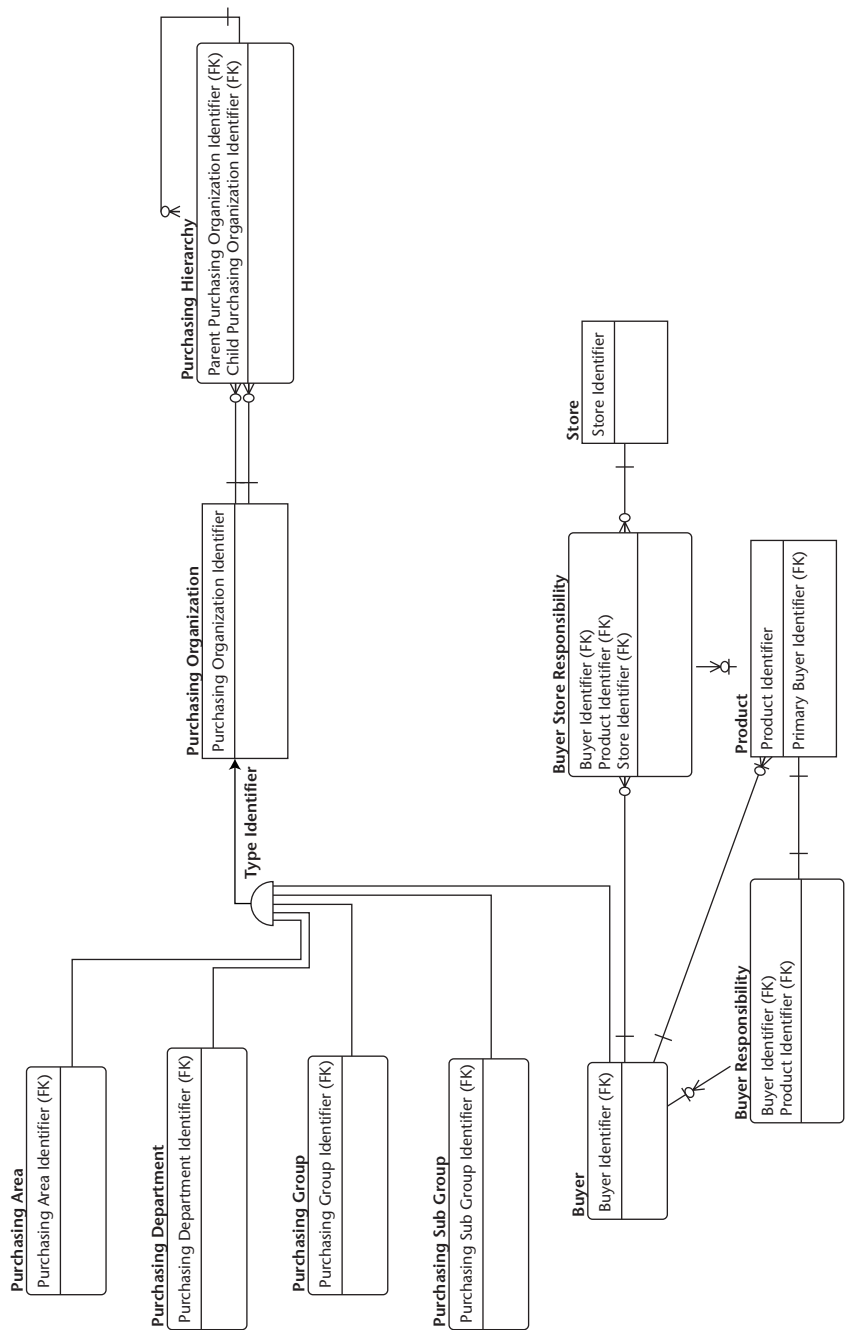 Purchasing Area
Purchasing Area Identifier (FK)
Purchasing Department
Purchasing Department Identifier (FK)
Purchasing Group
Purchasing Group Identifier (FK)
Purchasing Sub Group
Purchasing Sub Group Identifier (FK)
Buyer
Buyer Identifier (FK)
Buyer Responsibility
Buyer Identifier (FK)
Product Identifier (FK)
Type Identifier
Purchasing Organization
Purchasing Organization Identifier
Buyer Store Responsibility
Buyer Identifier (FK)
Product Identifier (FK)
Store Identifier (FK)
Product
Product Identifier
Primary Buyer Identifier (FK)
Purchasing Hierarchy
Parent Purchasing Organization Identifier (FK)
Child Purchasing Organization Identifier (FK)
Store
Store Identifier